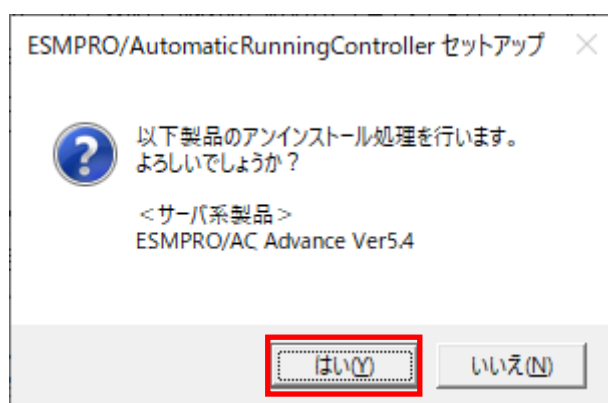 ESMPRO/AutomaticRunningController セットアップ
以下製品のアンインストール処理を行います。
よろしいでしょうか？
＜サーバ系製品＞
ESMPRO/AC Advance Ver5.4
はい(Y)
いいえ(N)